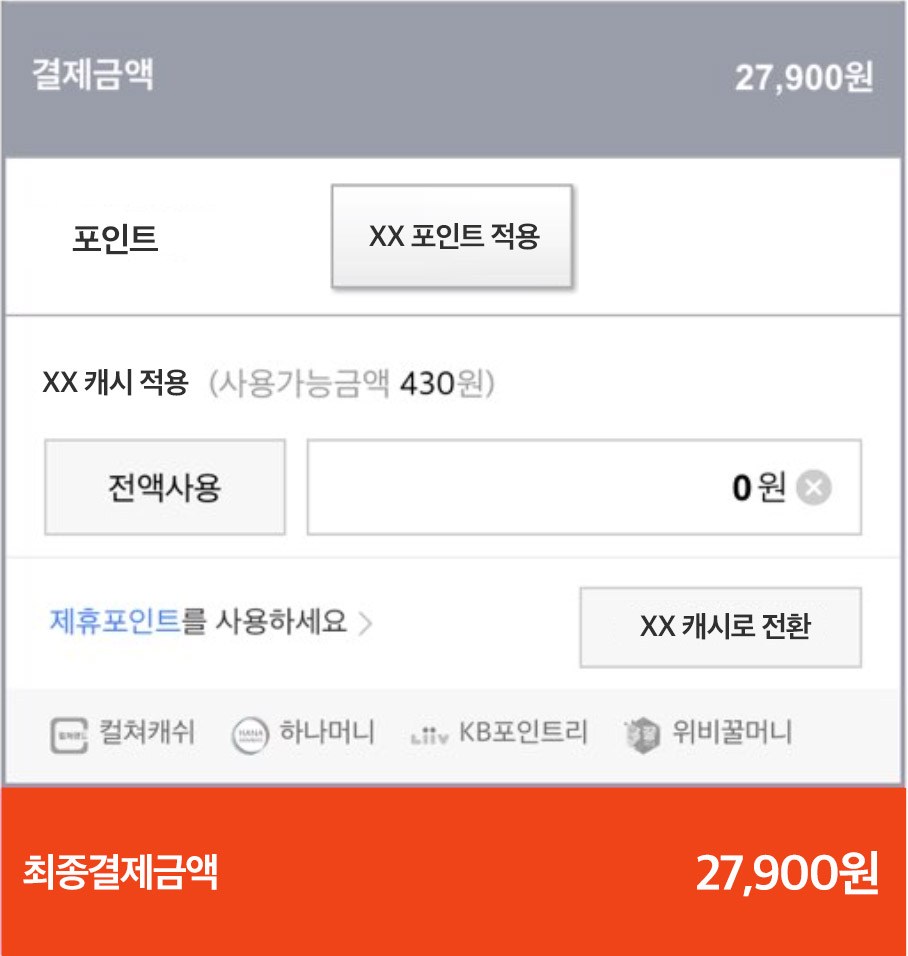 결제금액 27,900원
포인트 XX 포인트 적용
XX 캐시 적용 (사용가능금액 430원)
전액사용 0원
제휴포인트를 사용하세요 > XX 캐시로 전환
컬쳐캐쉬 HANA 하나머니 Liiv KB포인트리 위비꿀머니
최종결제금액 27,900원